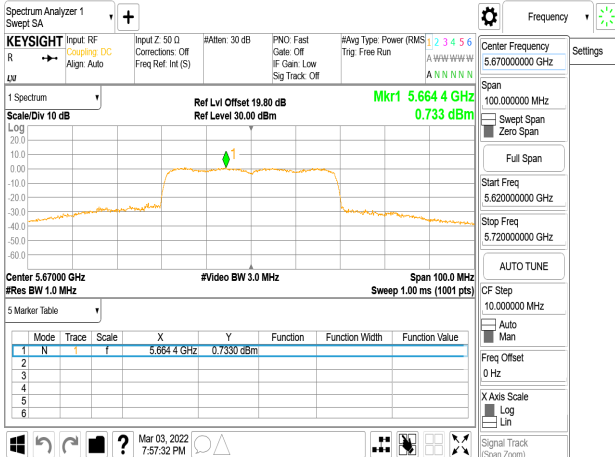 Spectrum Analyzer 1
Swept SA
Frequency
KEYSIGHT
R
Input: RF
Coupling: DC
Align: Auto
Input Z: 50 Ω
Corrections: Off
Freq Ref: Int (S)
#Atten: 30 dB
PNO: Fast
Gate: Off
IF Gain: Low
Sig Track: Off
#Avg Type: Power (RMS
Trig: Free Run
1 2 3 4 5 6
A W W W W W
A N N N N N
1 Spectrum
Scale/Div 10 dB
Ref Lvl Offset 19.80 dB
Ref Level 30.00 dBm
Mkr1 5.664 4 GHz
0.733 dBm
Log
20.0
10.0
0.00
-10.0
-20.0
-30.0
-40.0
-50.0
-60.0
1
Center 5.67000 GHz
#Res BW 1.0 MHz
#Video BW 3.0 MHz
Span 100.0 MHz
Sweep 1.00 ms (1001 pts)
5 Marker Table
Mode Trace Scale X Y Function Function Width Function Value
1 N 1 f 5.664 4 GHz 0.7330 dBm
2
3
4
5
6
Mar 03, 2022
7:57:32 PM
Center Frequency
5.670000000 GHz
Settings
Span
100.000000 MHz
Swept Span
Zero Span
Full Span
Start Freq
5.620000000 GHz
Stop Freq
5.720000000 GHz
AUTO TUNE
CF Step
10.000000 MHz
Auto
Man
Freq Offset
0 Hz
X Axis Scale
Log
Lin
Signal Track
(Span Zoom)